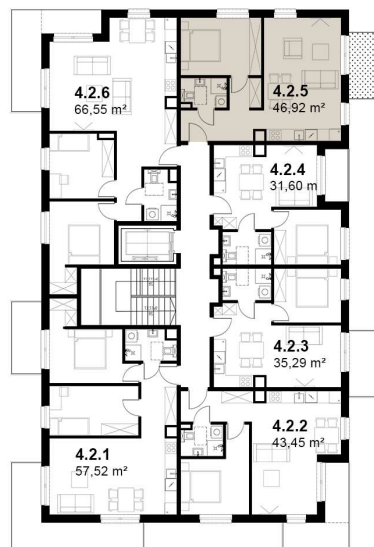 4.2.6
66,55 m²
4.2.5
46,92 m²
4.2.4
31,60 m
4.2.3
35,29 m²
4.2.2
43,45 m²
4.2.1
57,52 m²